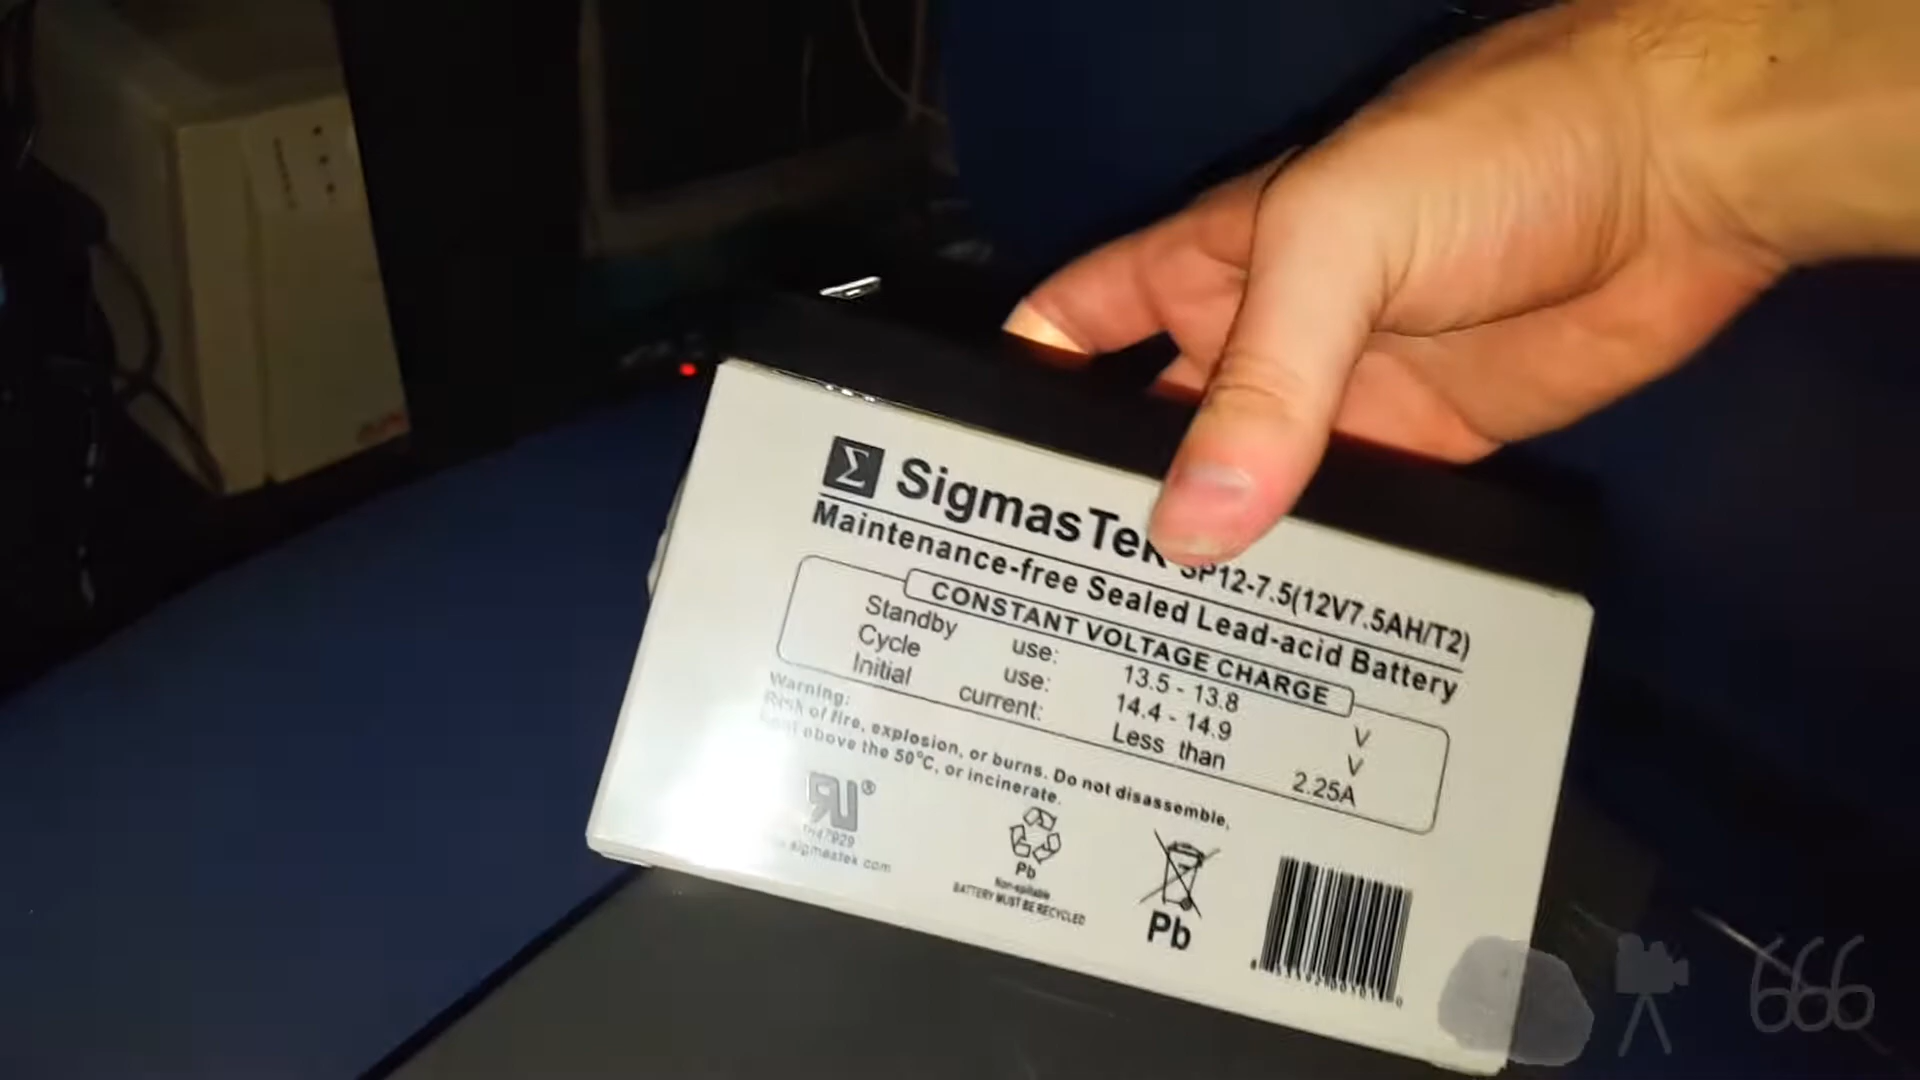 Σ SigmasTek SP12-7.5(12V7.5AH/T2)
Maintenance-free Sealed Lead-acid Battery
CONSTANT VOLTAGE CHARGE
Standby use: 13.5 - 13.8 V
Cycle use: 14.4 - 14.9 V
Initial current: Less than 2.25A
Warning:
Risk of fire, explosion, or burns. Do not disassemble,
above the 50°C, or incinerate.
®
sigmastek.com
Pb
Non-spillable
BATTERY MUST BE RECYCLED
Pb
666